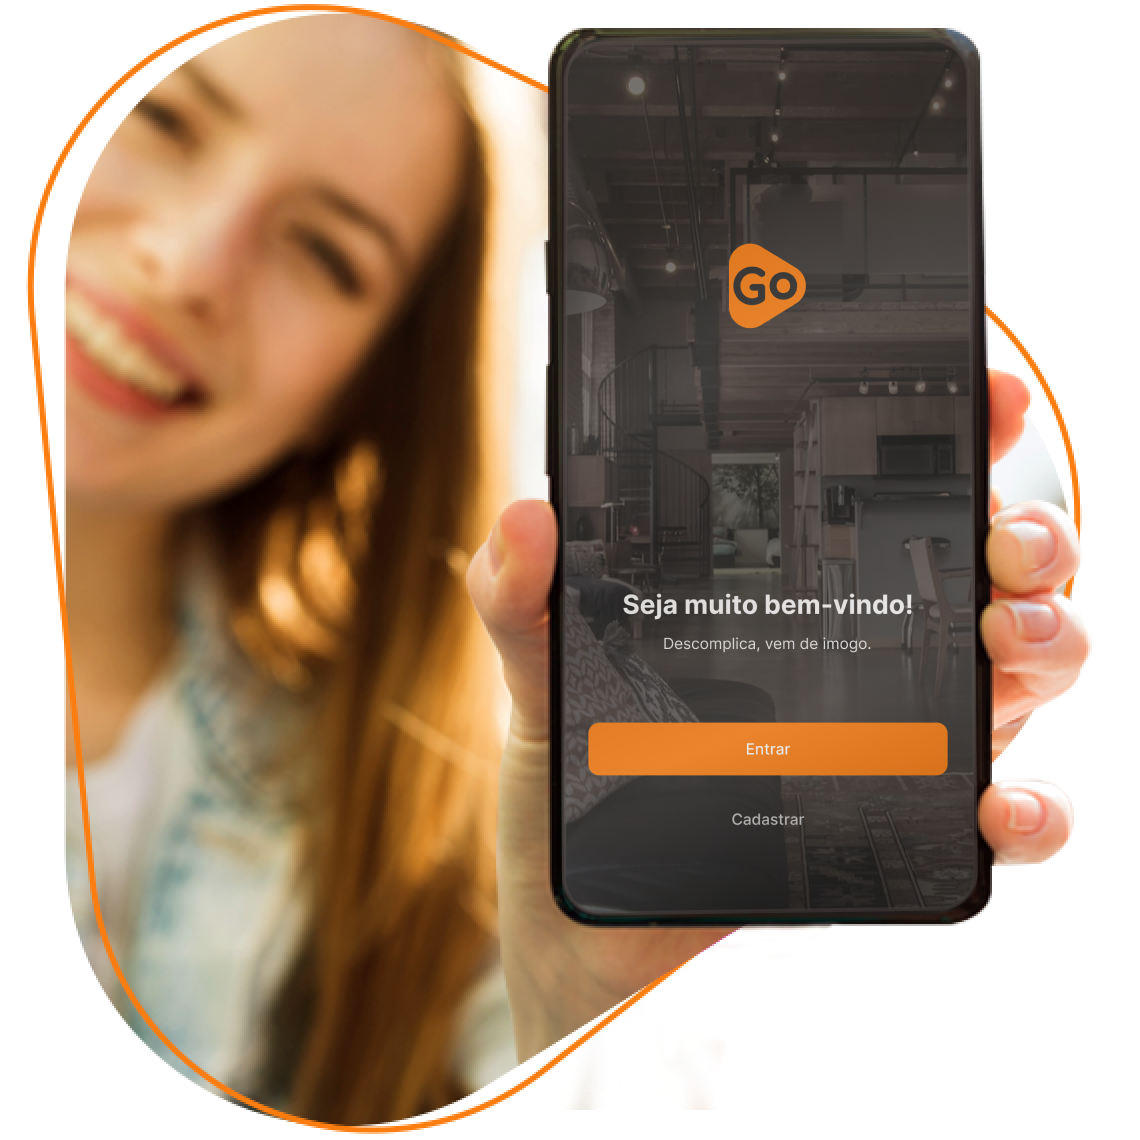 Go
Seja muito bem-vindo!
Descomplica, vem de imogo.
Entrar
Cadastrar